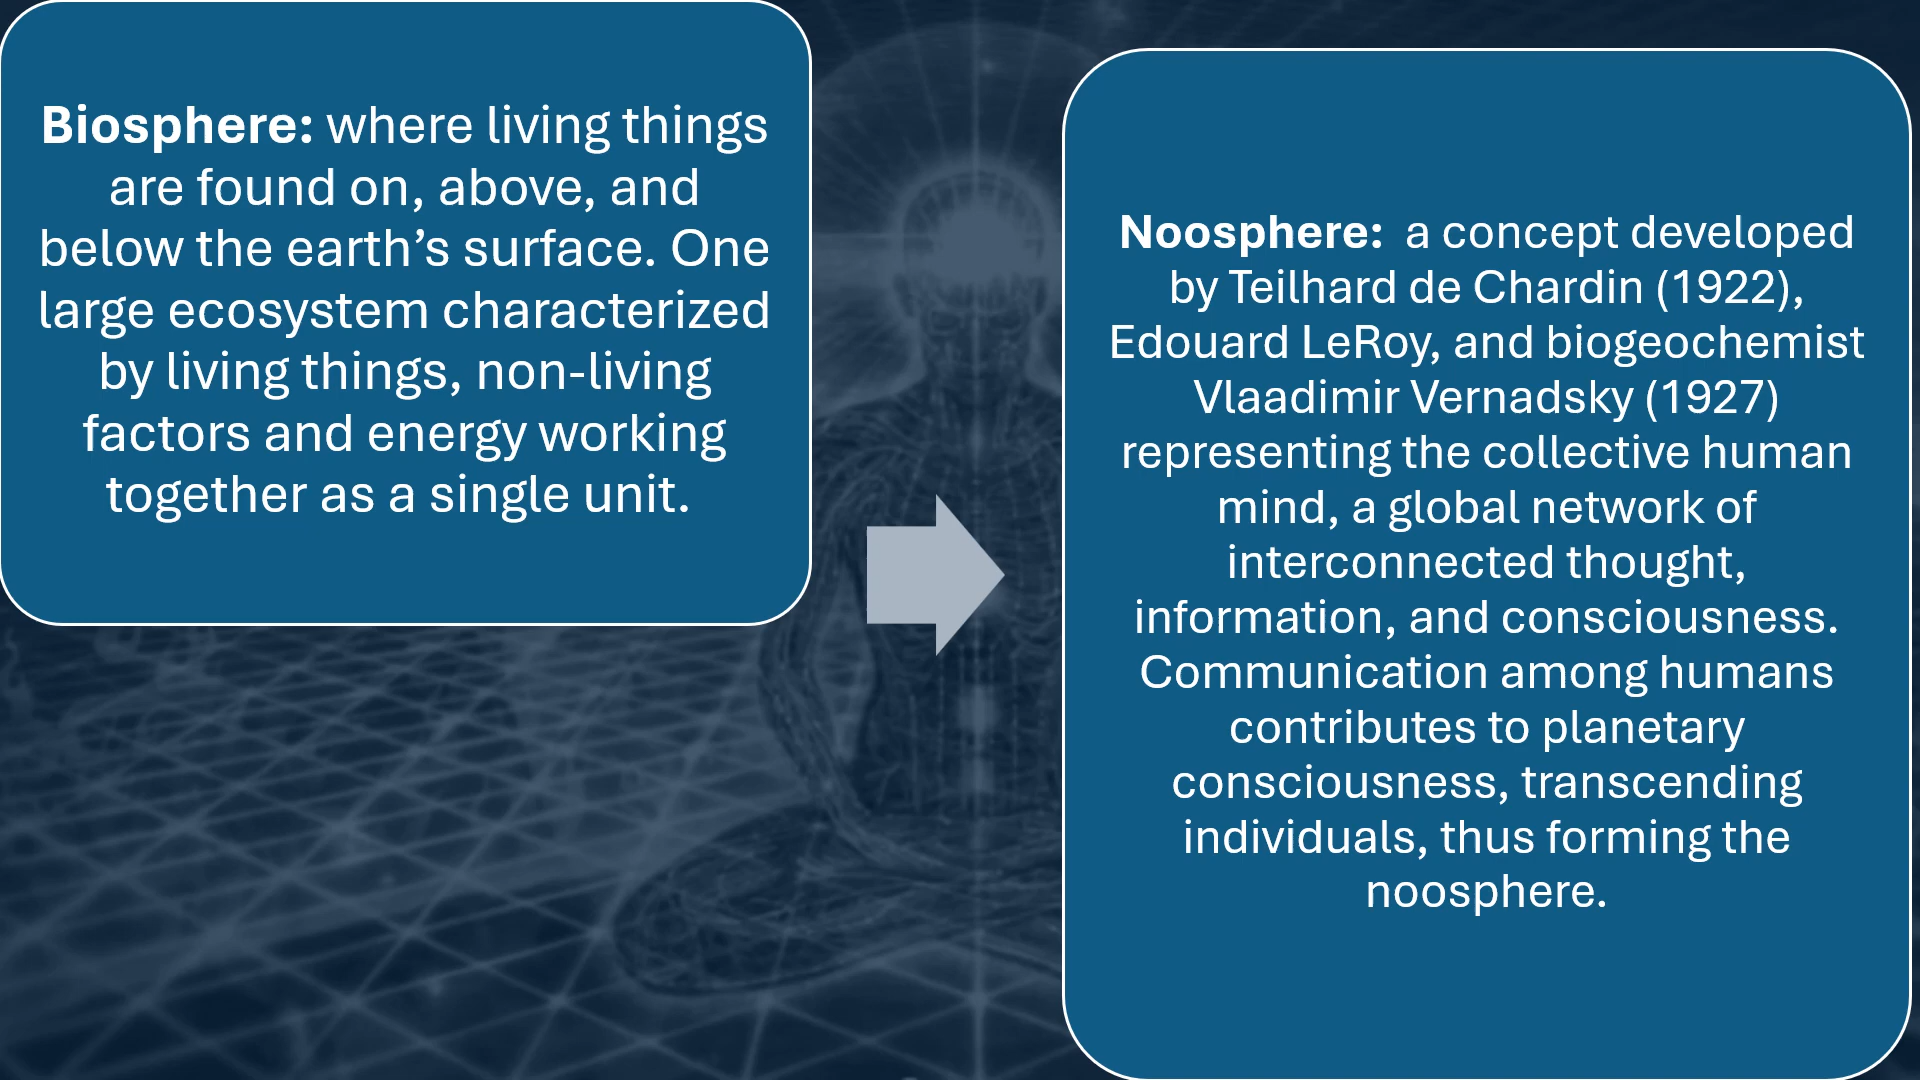 Biosphere: where living things
are found on, above, and
below the earth’s surface. One
large ecosystem characterized
by living things, non-living
factors and energy working
together as a single unit.
Noosphere:  a concept developed
by Teilhard de Chardin (1922),
Edouard LeRoy, and biogeochemist
Vlaadimir Vernadsky (1927)
representing the collective human
mind, a global network of
interconnected thought,
information, and consciousness.
Communication among humans
contributes to planetary
consciousness, transcending
individuals, thus forming the
noosphere.